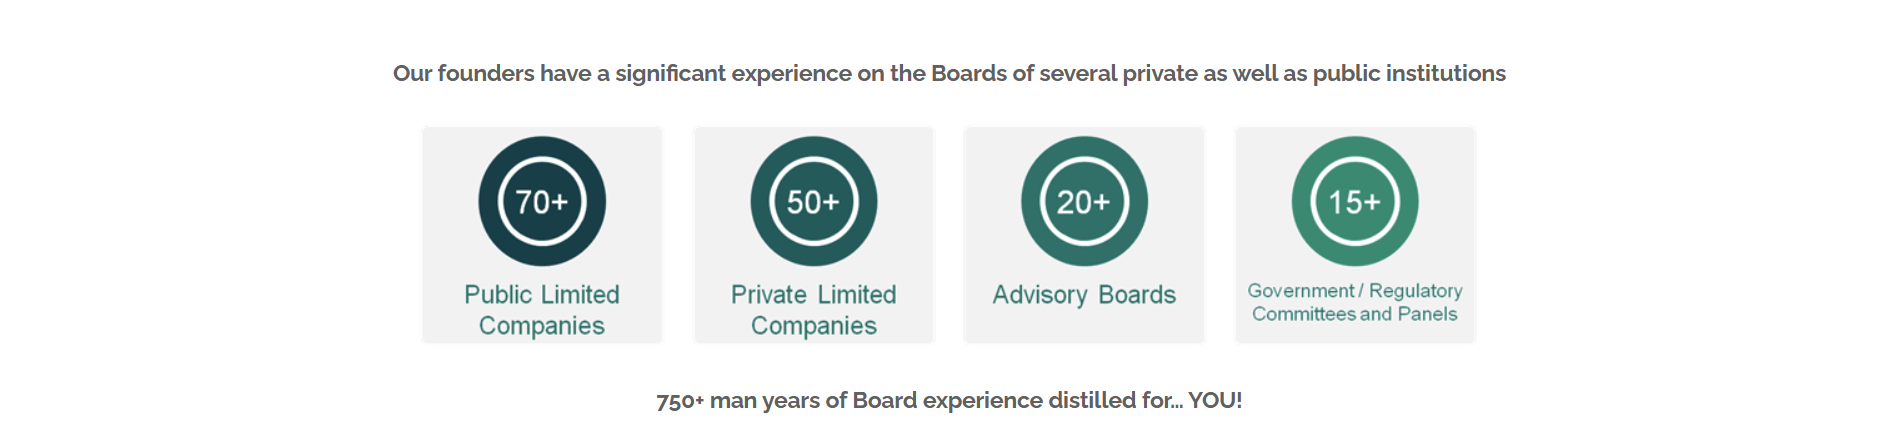 Our founders have a significant experience on the Boards of several private as well as public institutions
70+
Public Limited
Companies
50+
Private Limited
Companies
20+
Advisory Boards
15+
Government / Regulatory
Committees and Panels
750+ man years of Board experience distilled for... YOU!